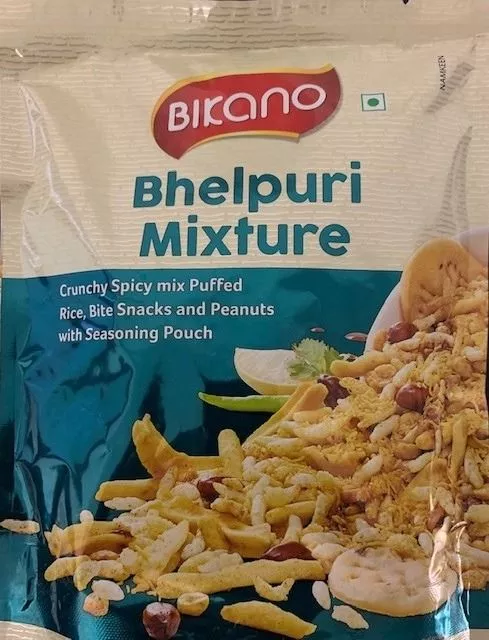 NAMKEEN
BIKANO
Bhelpuri
Mixture
Crunchy Spicy mix Puffed
Rice, Bite Snacks and Peanuts
with Seasoning Pouch